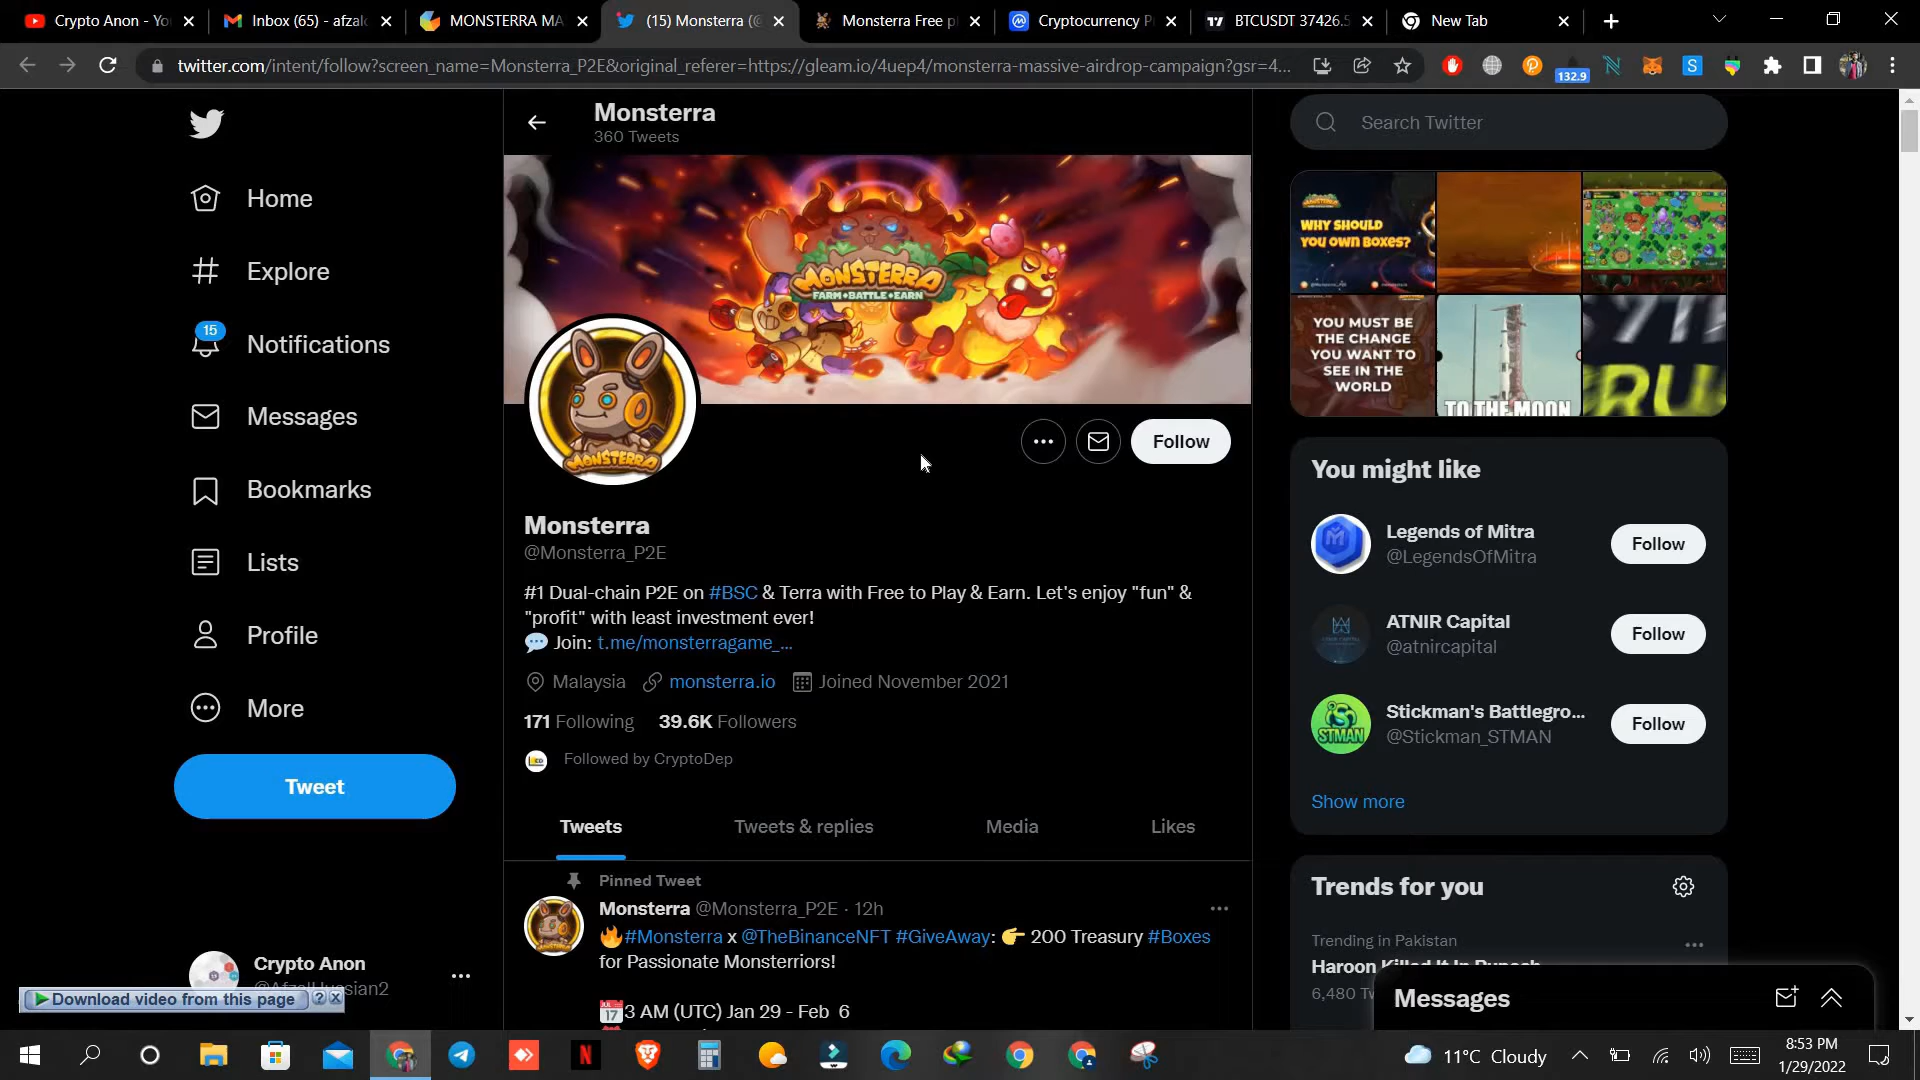 Crypto Anon - Yo
Inbox (65) - afzal
MONSTERRA MA
(15) Monsterra (@
Monsterra Free p
Cryptocurrency P
BTCUSDT 37426.5
New Tab
twitter.com/intent/follow?screen_name=Monsterra_P2E&original_referer=https://gleam.io/4uep4/monsterra-massive-airdrop-campaign?gsr=4...
132.9
Home
Explore
15
Notifications
Messages
Bookmarks
Lists
Profile
More
Tweet
Crypto Anon
Download video from this page
Monsterra
360 Tweets
MONSTERRA
FARM • BATTLE • EARN
MONSTERRA
Follow
Monsterra
@Monsterra_P2E
#1 Dual-chain P2E on #BSC & Terra with Free to Play & Earn. Let's enjoy "fun" &
"profit" with least investment ever!
Join: t.me/monsterragame_...
Malaysia monsterra.io Joined November 2021
171 Following 39.6K Followers
Followed by CryptoDep
Tweets Tweets & replies Media Likes
Pinned Tweet
Monsterra @Monsterra_P2E · 12h
#Monsterra x @TheBinanceNFT #GiveAway: 200 Treasury #Boxes
for Passionate Monsterriors!
3 AM (UTC) Jan 29 - Feb 6
Search Twitter
WHY SHOULD
YOU OWN BOXES?
YOU MUST BE
THE CHANGE
YOU WANT TO
SEE IN THE
WORLD
TO THE MOON
You might like
Legends of Mitra
@LegendsOfMitra
Follow
ATNIR Capital
@atnircapital
Follow
STMAN
Stickman's Battlegro...
@Stickman_STMAN
Follow
Show more
Trends for you
Trending in Pakistan
6,480
Messages
11°C Cloudy
8:53 PM
1/29/2022